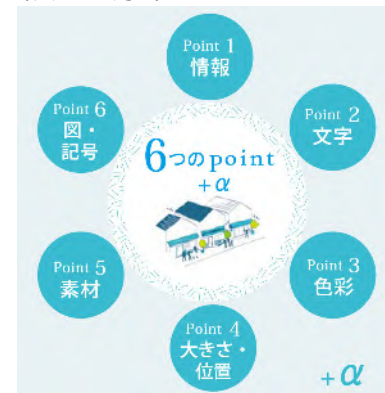 Point 1
情報
Point 2
文字
Point 3
色彩
Point 4
大きさ・
位置
Point 5
素材
Point 6
図・
記号
6つのpoint
+α
+α